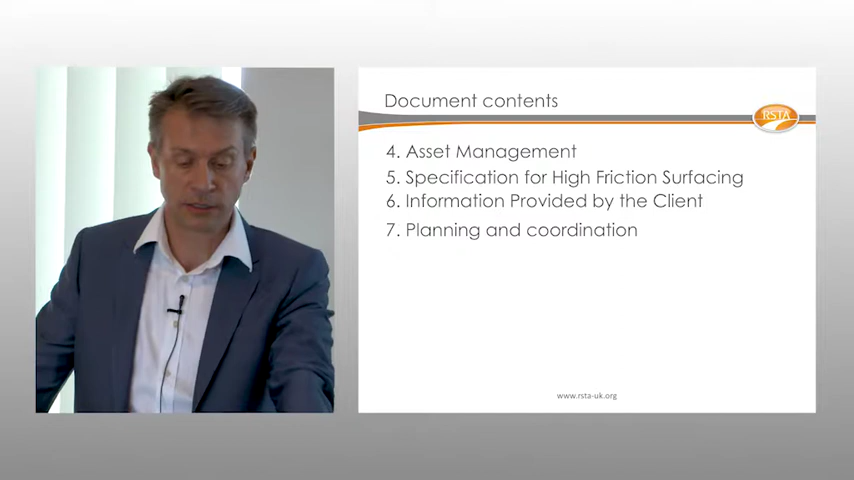 Document contents
RSTA
4. Asset Management
5. Specification for High Friction Surfacing
6. Information Provided by the Client
7. Planning and coordination
www.rsta-uk.org